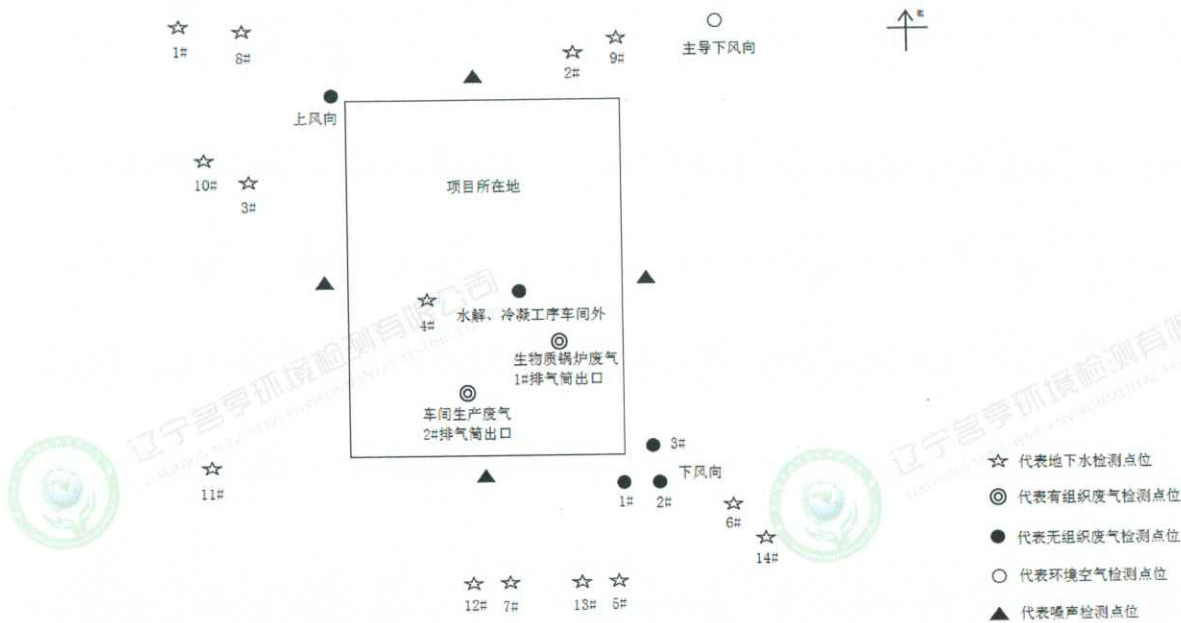 北
1#
8#
2#
9#
主导下风向
上风向
10#
3#
项目所在地
4#
水解、冷凝工序车间外
生物质锅炉废气
1#排气筒出口
车间生产废气
2#排气筒出口
3#
下风向
1#
2#
11#
6#
14#
12#
7#
13#
5#
代表地下水检测点位
代表有组织废气检测点位
代表无组织废气检测点位
代表环境空气检测点位
代表噪声检测点位